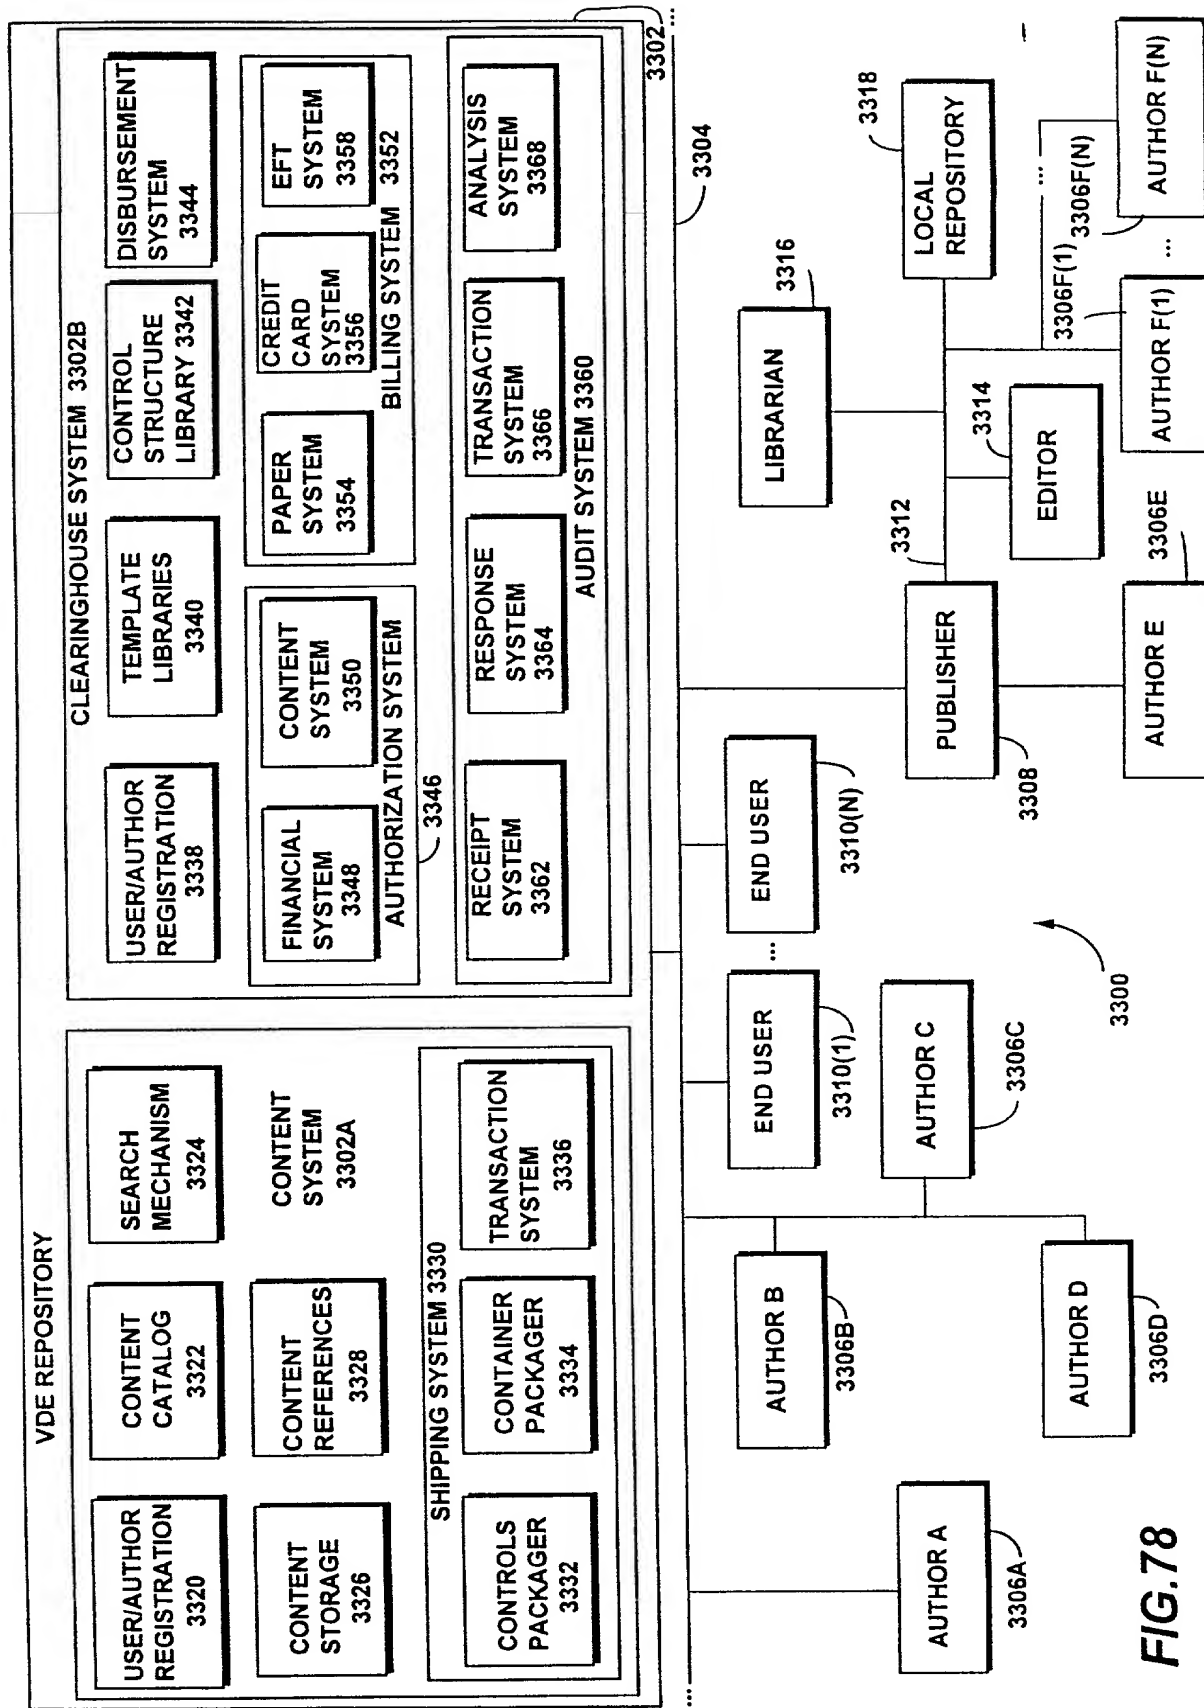 VDE REPOSITORY
USER/AUTHOR
REGISTRATION
3320
CONTENT
CATALOG
3322
SEARCH
MECHANISM
3324
CONTENT
STORAGE
3326
CONTENT
REFERENCES
3328
CONTENT
SYSTEM
3302A
SHIPPING SYSTEM 3330
CONTROLS
PACKAGER
3332
CONTAINER
PACKAGER
3334
TRANSACTION
SYSTEM
3336
CLEARINGHOUSE SYSTEM 3302B
USER/AUTHOR
REGISTRATION
3338
TEMPLATE
LIBRARIES
3340
CONTROL
STRUCTURE
LIBRARY 3342
DISBURSEMENT
SYSTEM
3344
FINANCIAL
SYSTEM
3348
CONTENT
SYSTEM
3350
AUTHORIZATION SYSTEM
3346
PAPER
SYSTEM
3354
CREDIT
CARD
SYSTEM
3356
EFT
SYSTEM
3358
BILLING SYSTEM 3352
RECEIPT
SYSTEM
3362
RESPONSE
SYSTEM
3364
TRANSACTION
SYSTEM
3366
ANALYSIS
SYSTEM
3368
AUDIT SYSTEM 3360
3302
...
...
3304
AUTHOR A
3306A
AUTHOR B
3306B
AUTHOR C
3306C
AUTHOR D
3306D
END USER
3310(1)
...
END USER
3310(N)
3300
PUBLISHER
3308
3312
AUTHOR E
3306E
EDITOR
3314
LIBRARIAN
3316
LOCAL
REPOSITORY
3318
AUTHOR F(1)
3306F(1)
...
...
AUTHOR F(N)
3306F(N)
FIG.78